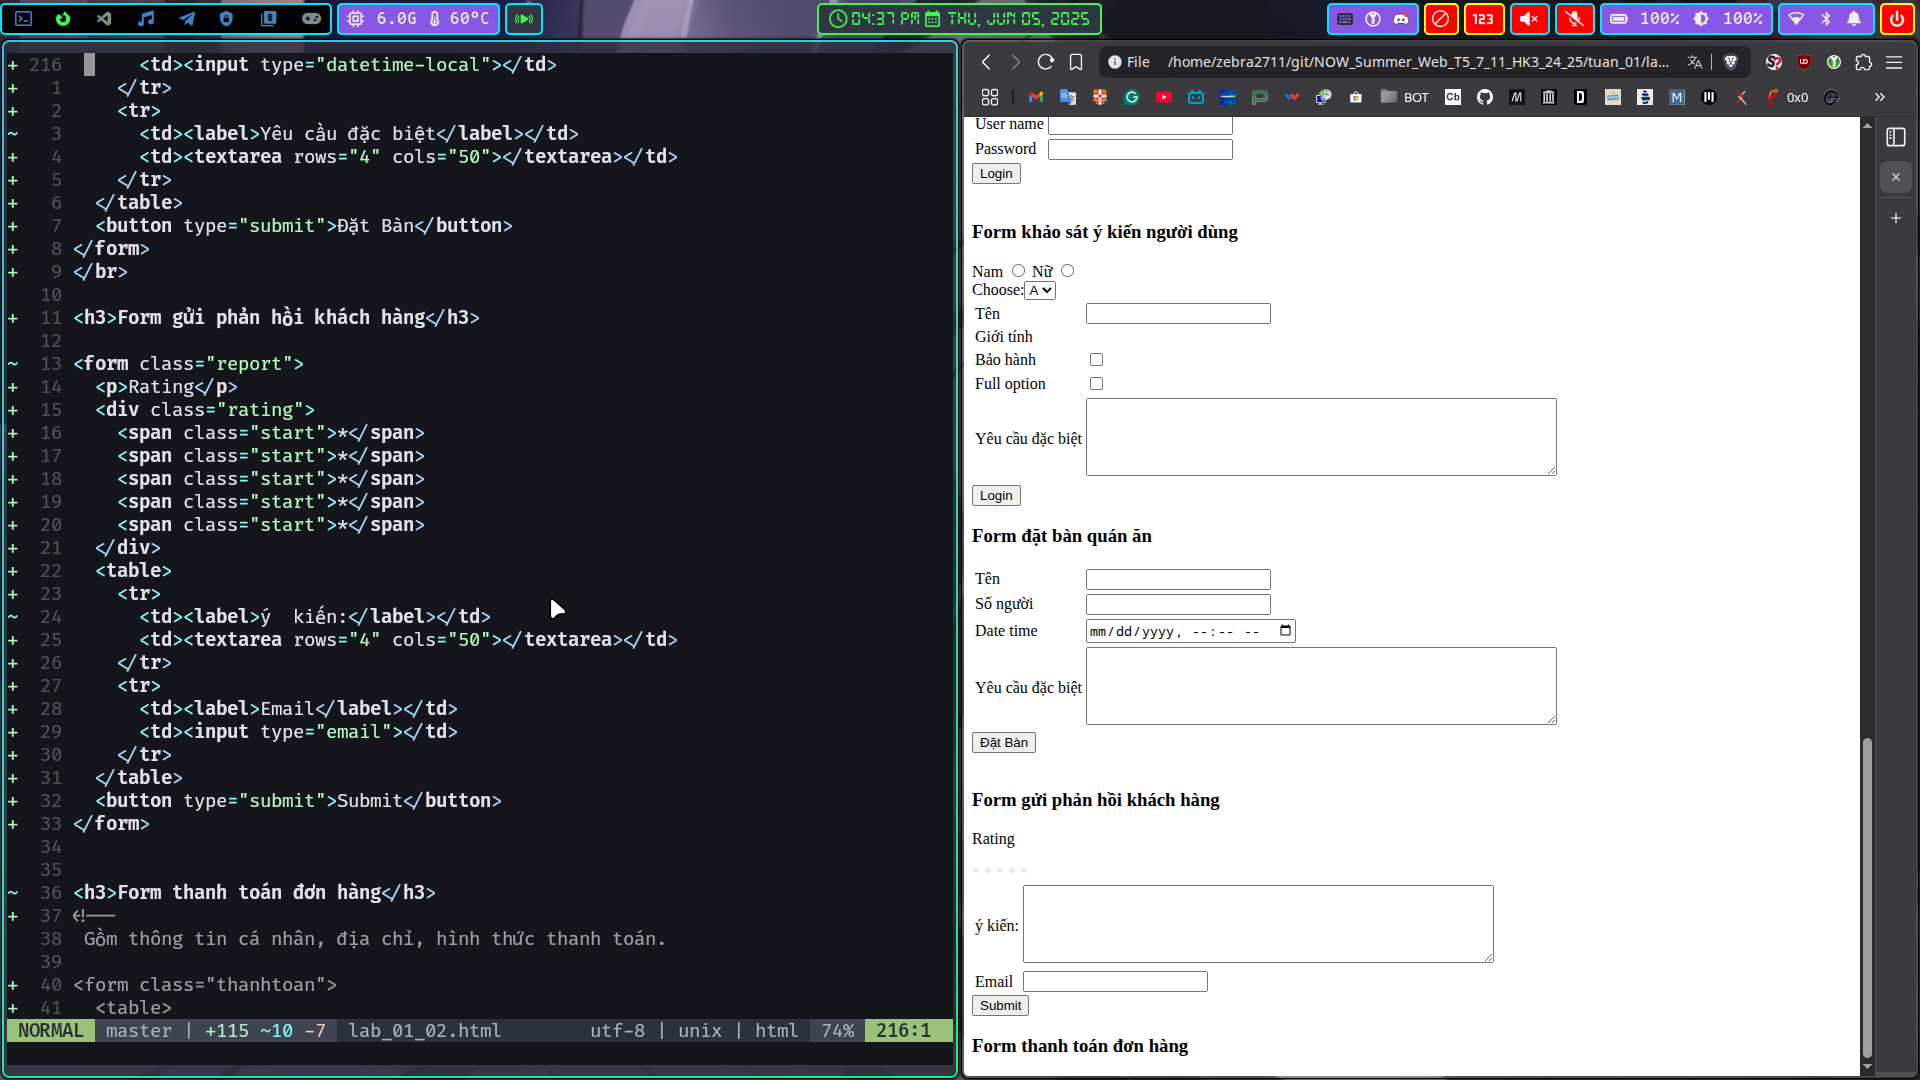 6.0G 60°C
04:37 PM THU, JUN 05, 2025
123
100% 100%
+ 216 <td><input type="datetime-local"></td>
+ 1 </tr>
+ 2 <tr>
~ 3 <td><label>Yêu cầu đặc biệt</label></td>
+ 4 <td><textarea rows="4" cols="50"></textarea></td>
+ 5 </tr>
+ 6 </table>
+ 7 <button type="submit">Đặt Bàn</button>
+ 8 </form>
+ 9 </br>
10
+ 11 <h3>Form gửi phản hồi khách hàng</h3>
12
~ 13 <form class="report">
+ 14 <p>Rating</p>
+ 15 <div class="rating">
+ 16 <span class="start">*</span>
+ 17 <span class="start">*</span>
+ 18 <span class="start">*</span>
+ 19 <span class="start">*</span>
+ 20 <span class="start">*</span>
+ 21 </div>
+ 22 <table>
+ 23 <tr>
~ 24 <td><label>ý  kiến:</label></td>
+ 25 <td><textarea rows="4" cols="50"></textarea></td>
+ 26 </tr>
+ 27 <tr>
+ 28 <td><label>Email</label></td>
+ 29 <td><input type="email"></td>
+ 30 </tr>
+ 31 </table>
+ 32 <button type="submit">Submit</button>
+ 33 </form>
34
35
~ 36 <h3>Form thanh toán đơn hàng</h3>
+ 37 <!--
38 Gồm thông tin cá nhân, địa chỉ, hình thức thanh toán.
39
+ 40 <form class="thanhtoan">
+ 41 <table>
NORMAL master | +115 ~10 -7 lab_01_02.html utf-8 | unix | html 74% 216:1
File /home/zebra2711/git/NOW_Summer_Web_T5_7_11_HK3_24_25/tuan_01/la...
BOT Cb 0x0 »
User name
Password
Login
Form khảo sát ý kiến người dùng
Nam Nữ
Choose: A
Tên
Giới tính
Bảo hành
Full option
Yêu cầu đặc biệt
Login
Form đặt bàn quán ăn
Tên
Số người
Date time mm/dd/yyyy, --:-- --
Yêu cầu đặc biệt
Đặt Bàn
Form gửi phản hồi khách hàng
Rating
* * * * *
ý kiến:
Email
Submit
Form thanh toán đơn hàng